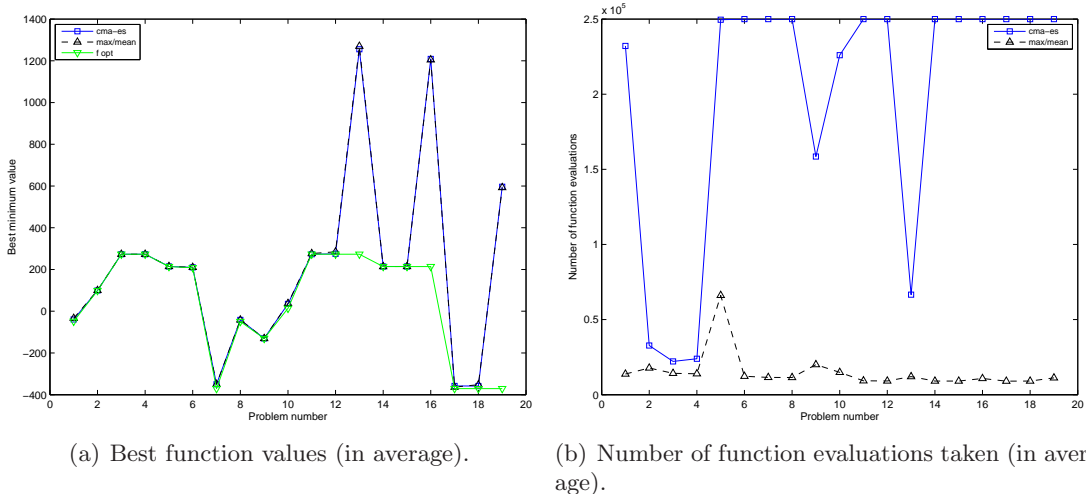 1400
1200
1000
800
600
400
200
0
−200
−400
0
2
4
6
8
10
12
14
16
18
20
Best minimum value
Problem number
cma−es
max/mean
f opt
(a) Best function values (in average).
x 10⁵
2.5
2
1.5
1
0.5
0
0
2
4
6
8
10
12
14
16
18
20
Number of function evaluations
Problem number
cma−es
max/mean
(b) Number of function evaluations taken (in aver
age).